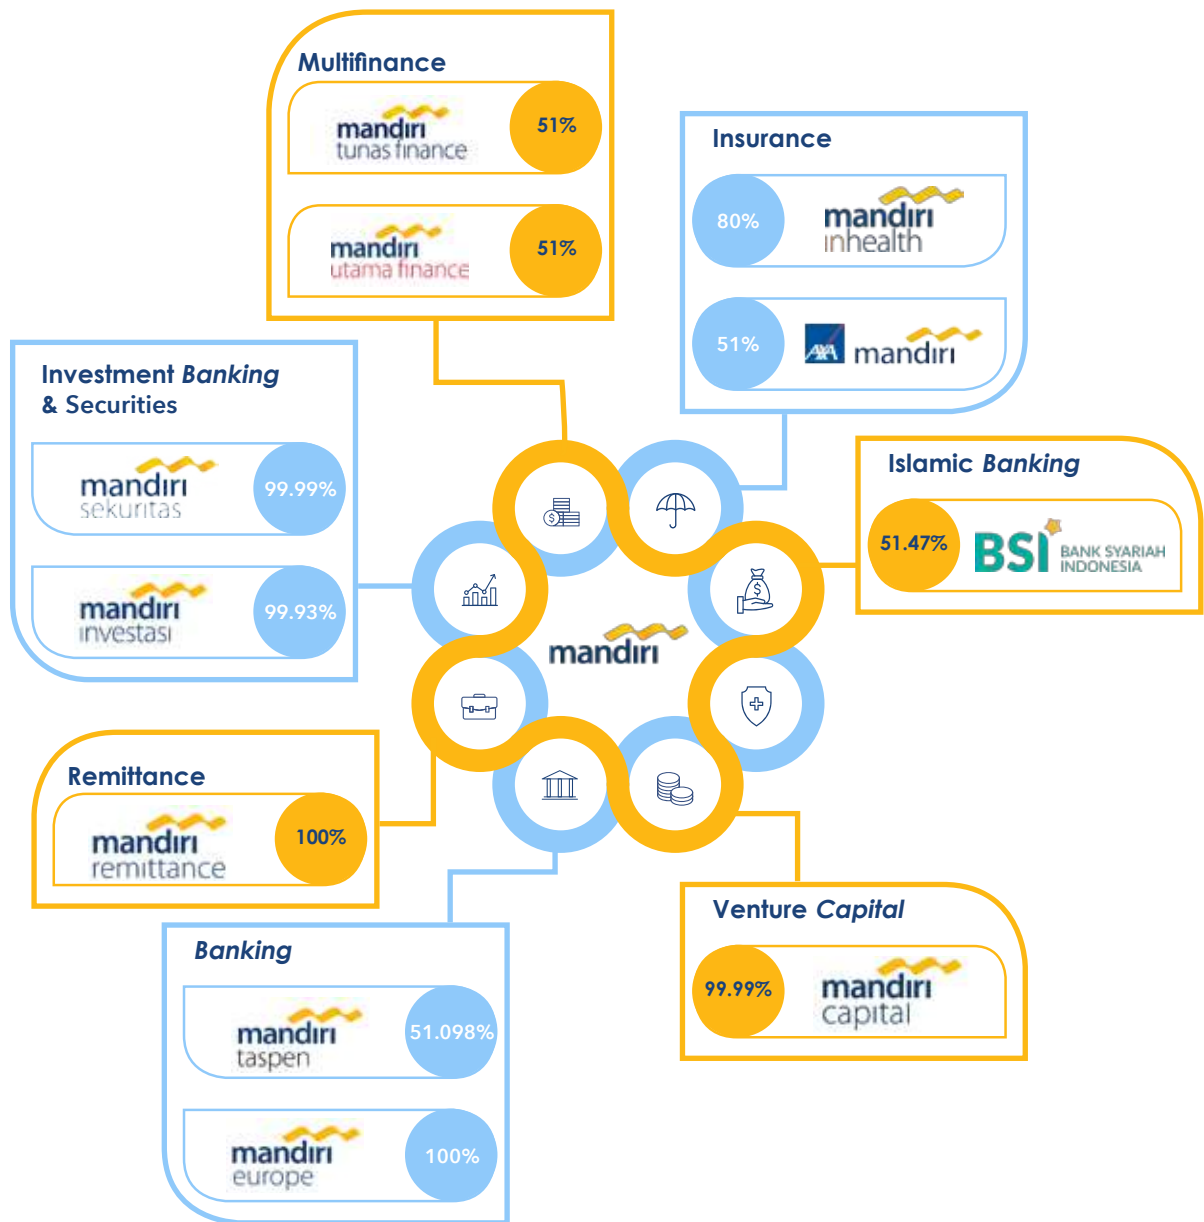 Multifinance
mandiri
tunas finance
51%
mandiri
utama finance
51%
Insurance
80%
mandiri
inhealth
51%
AXA mandiri
Investment Banking
& Securities
mandiri
sekuritas
99.99%
mandiri
investasi
99.93%
Islamic Banking
51.47%
BSI BANK SYARIAH
INDONESIA
$
$
mandiri
Remittance
mandiri
remittance
100%
Venture Capital
99.99%
mandiri
capital
Banking
mandiri
taspen
51.098%
mandiri
europe
100%